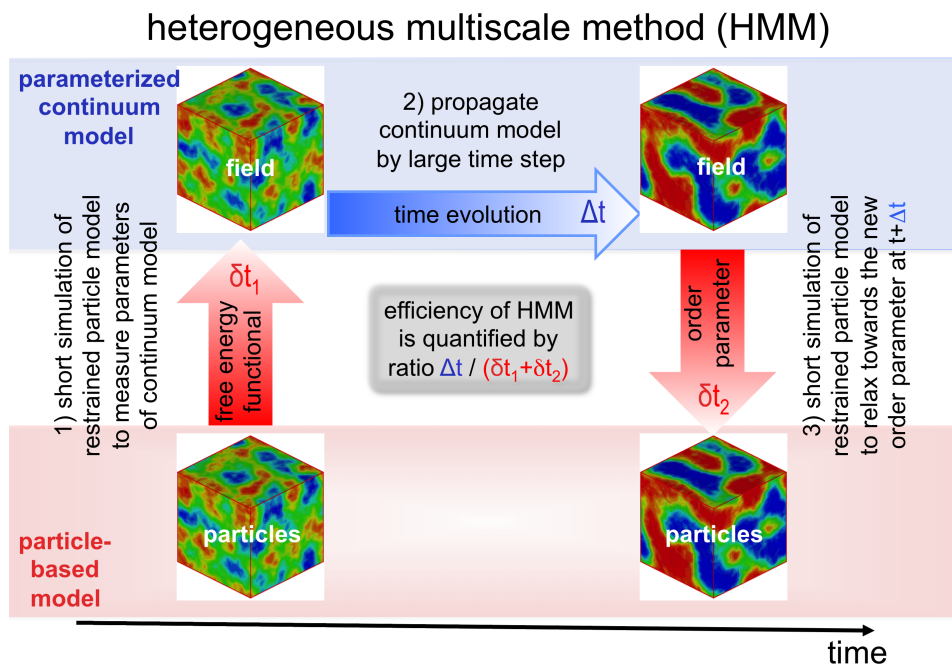 heterogeneous multiscale method (HMM)
parameterized
continuum
model
field
2) propagate
continuum model
by large time step
field
time evolution Δt
1) short simulation of
restrained particle model
to measure parameters
of continuum model
δt₁
free energy
functional
efficiency of HMM
is quantified by
ratio Δt / (δt₁+δt₂)
order
parameter
δt₂
3) short simulation of
restrained particle model
to relax towards the new
order parameter at t+Δt
particles
particles
particle-
based
model
time